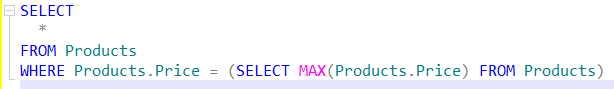 SELECT
*
FROM Products
WHERE Products.Price = (SELECT MAX(Products.Price) FROM Products)